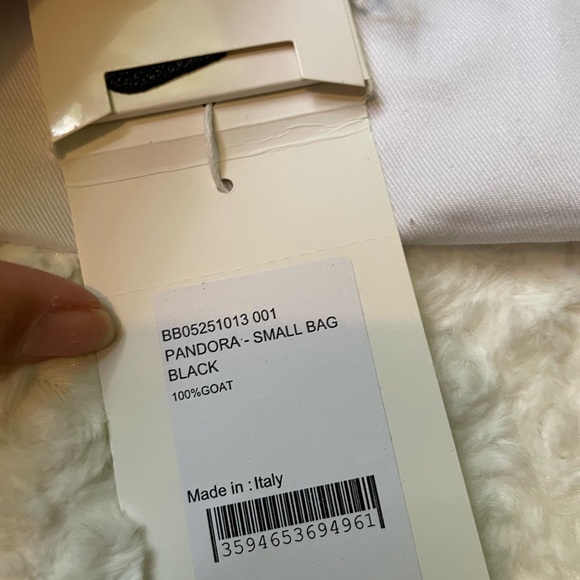 BB05251013 001
PANDORA - SMALL BAG
BLACK
100%GOAT
Made in : Italy
3594653694961